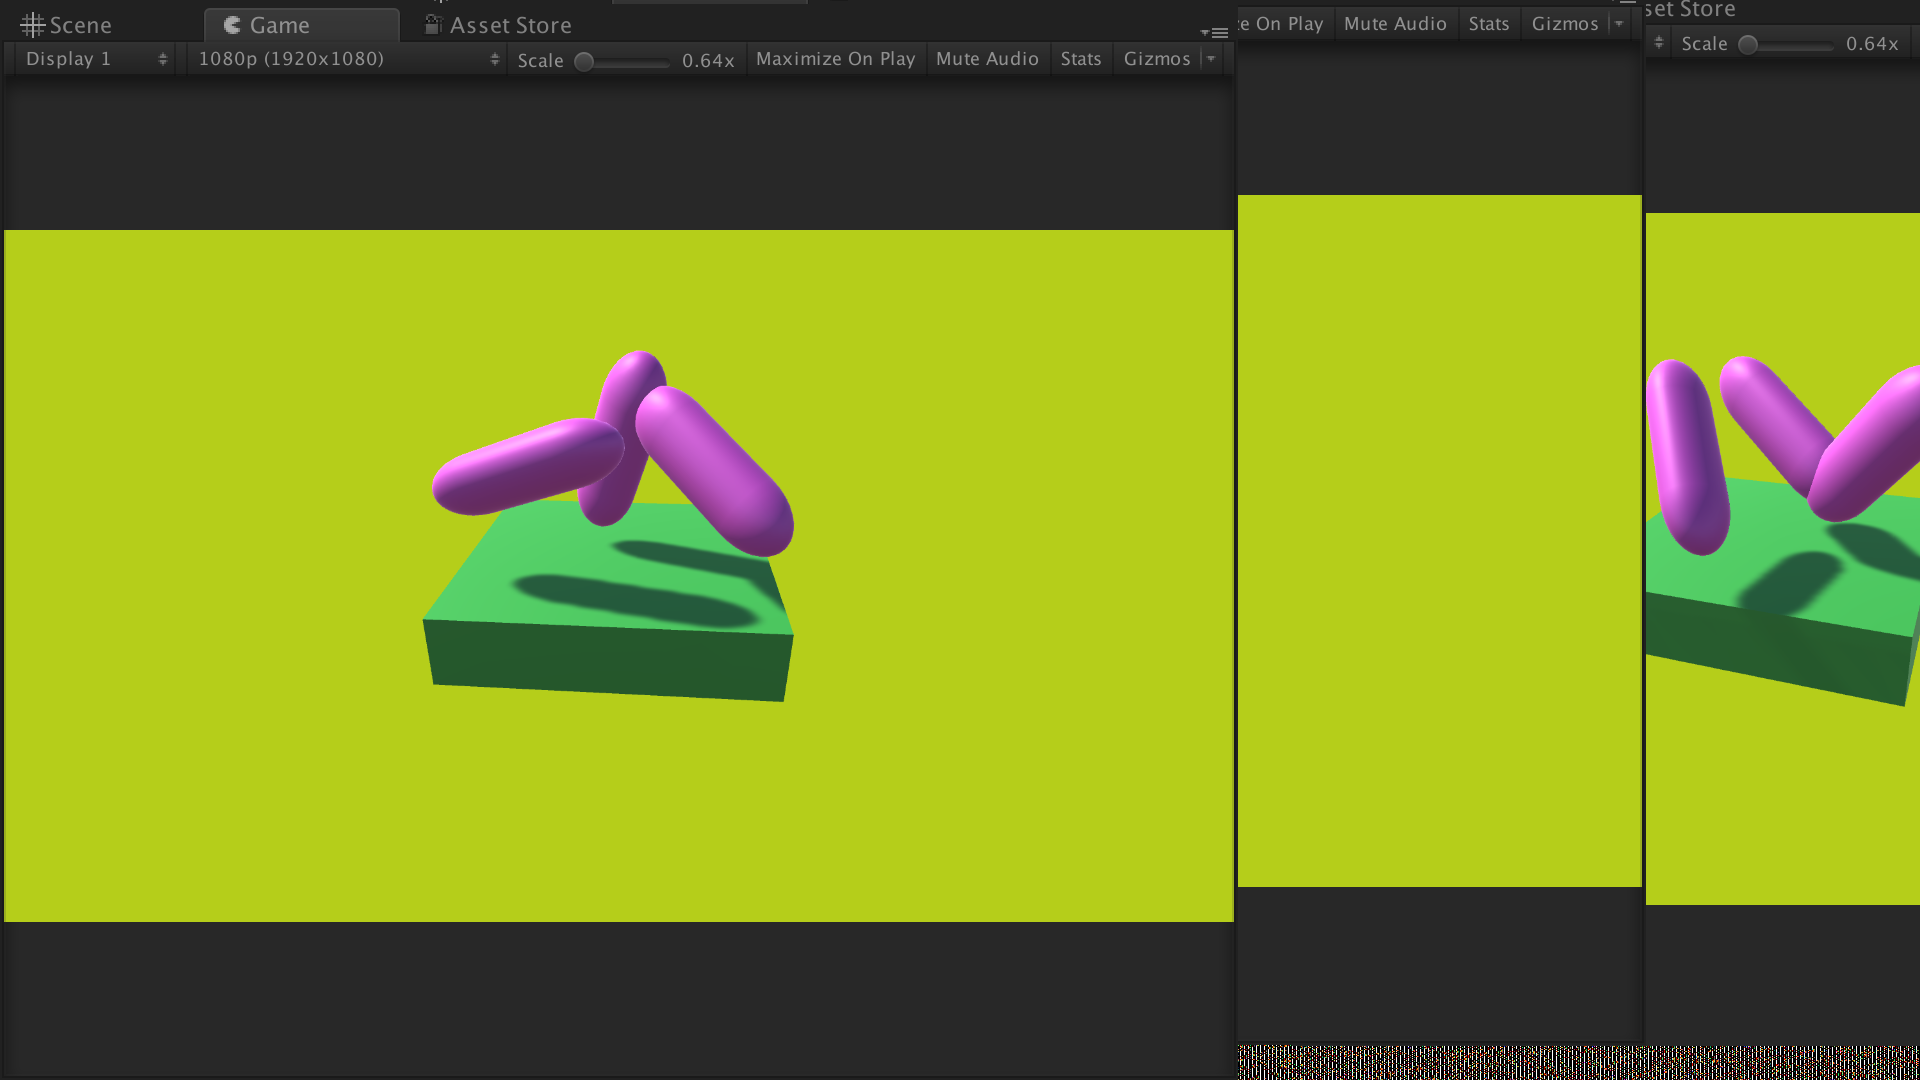 Scene Game Asset Store
Display 1 1080p (1920x1080) Scale 0.64x Maximize On Play Mute Audio Stats Gizmos
On Play Mute Audio Stats Gizmos
Store
Scale 0.64x